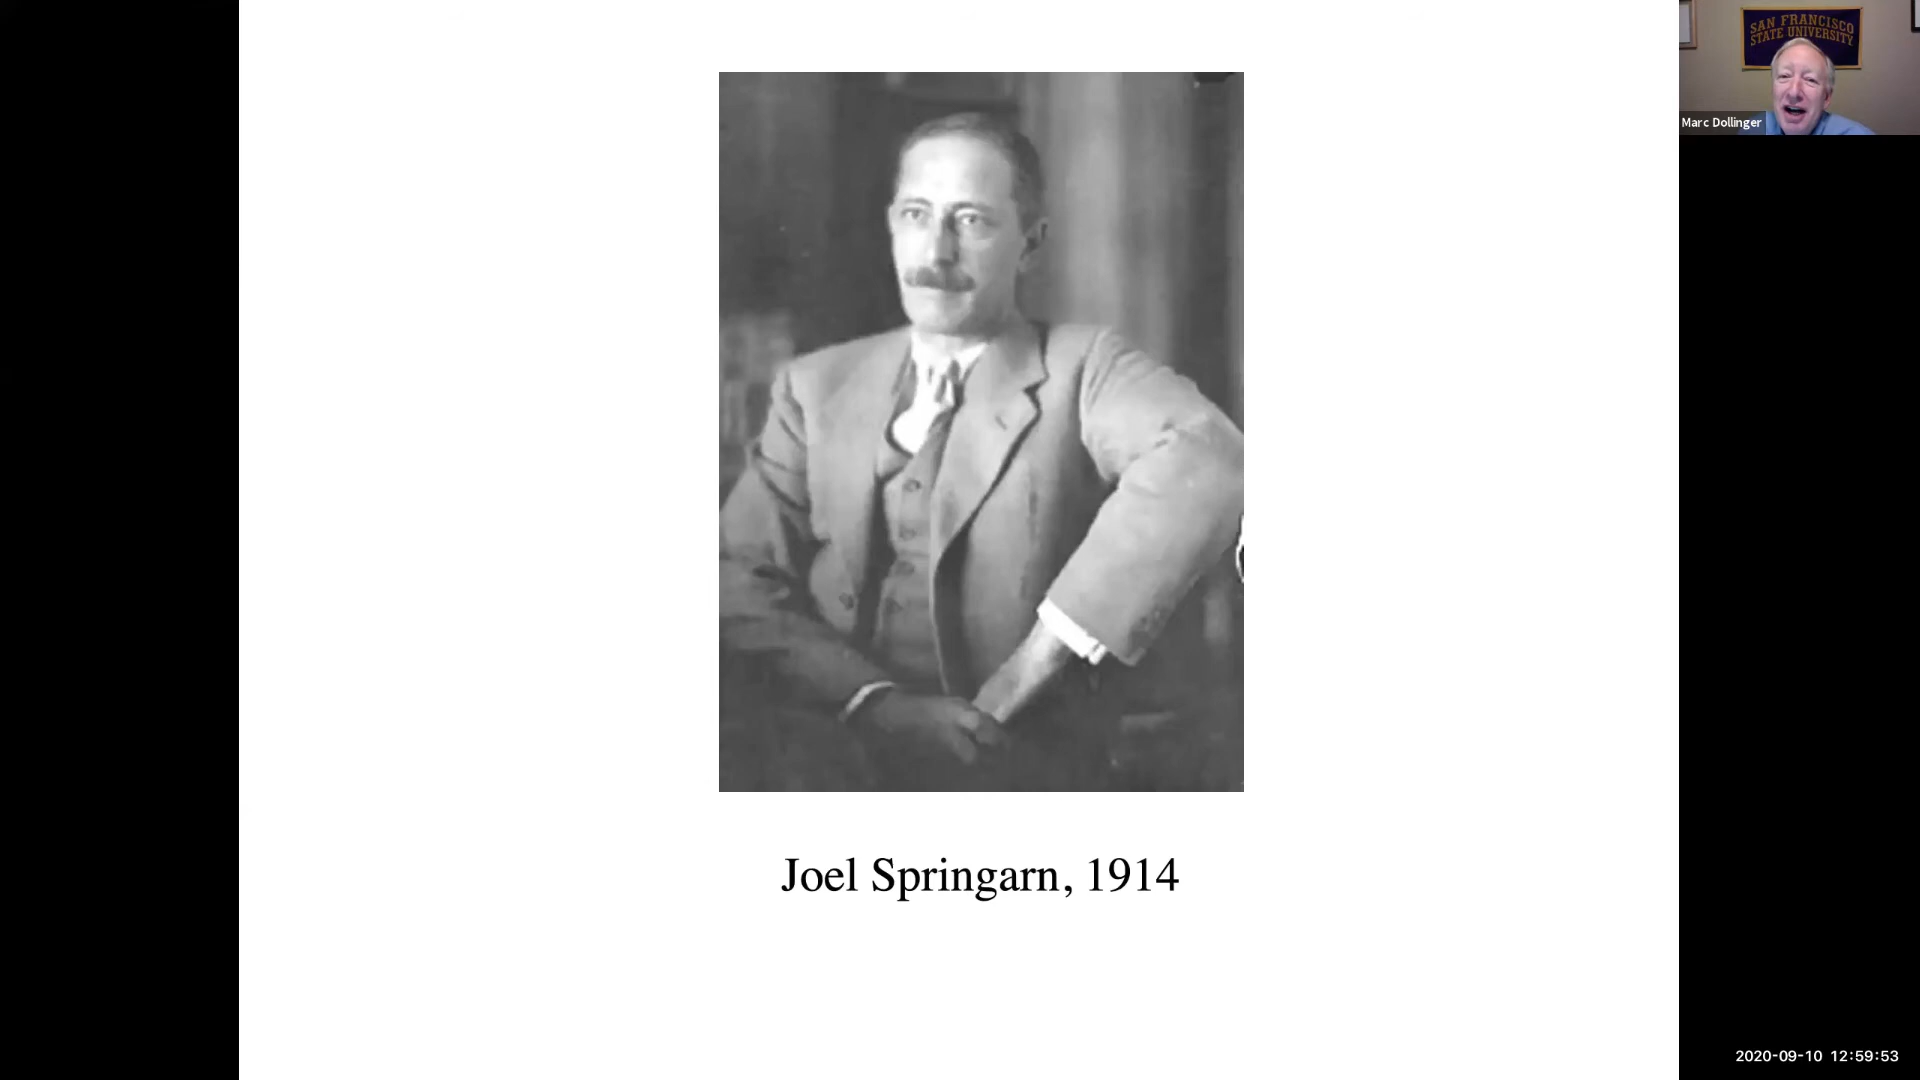 SAN FRANCISCO
STATE UNIVERSITY
Marc Dollinger
Joel Springarn, 1914
2020-09-10 12:59:53